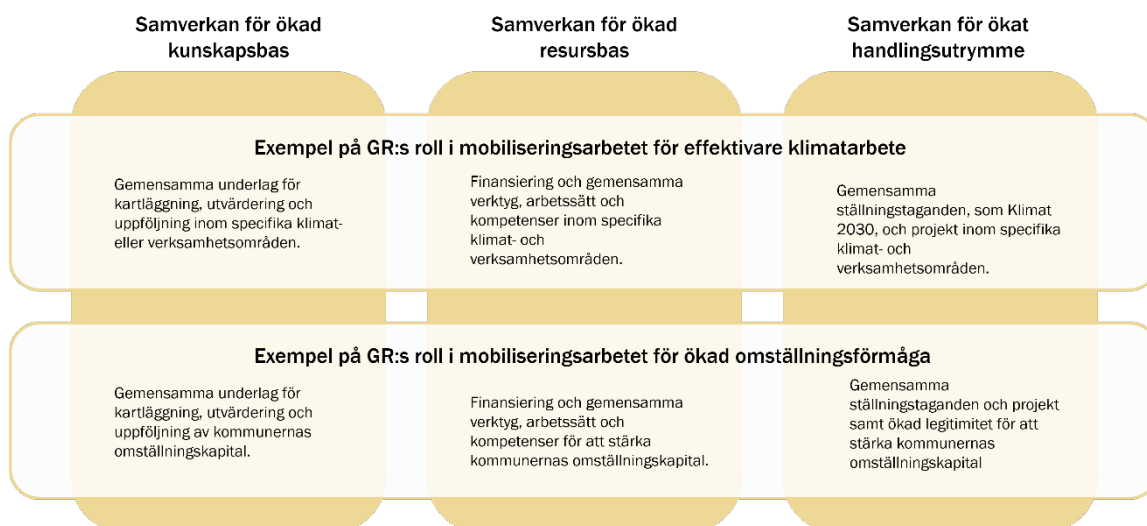 Samverkan för ökad
kunskapsbas
Samverkan för ökad
resursbas
Samverkan för ökat
handlingsutrymme
Exempel på GR:s roll i mobiliseringsarbetet för effektivare klimatarbete
Gemensamma underlag för
kartläggning, utvärdering och
uppföljning inom specifika klimat-
eller verksamhetsområden.
Finansiering och gemensamma
verktyg, arbetssätt och
kompetenser inom specifika
klimat- och
verksamhetsområden.
Gemensamma
ställningstaganden, som Klimat
2030, och projekt inom specifika
klimat- och
verksamhetsområden.
Exempel på GR:s roll i mobiliseringsarbetet för ökad omställningsförmåga
Gemensamma underlag för
kartläggning, utvärdering och
uppföljning av kommunernas
omställningskapital.
Finansiering och gemensamma
verktyg, arbetssätt och
kompetenser för att stärka
kommunernas omställningskapital.
Gemensamma
ställningstaganden och projekt
samt ökad legitimitet för att
stärka kommunernas
omställningskapital